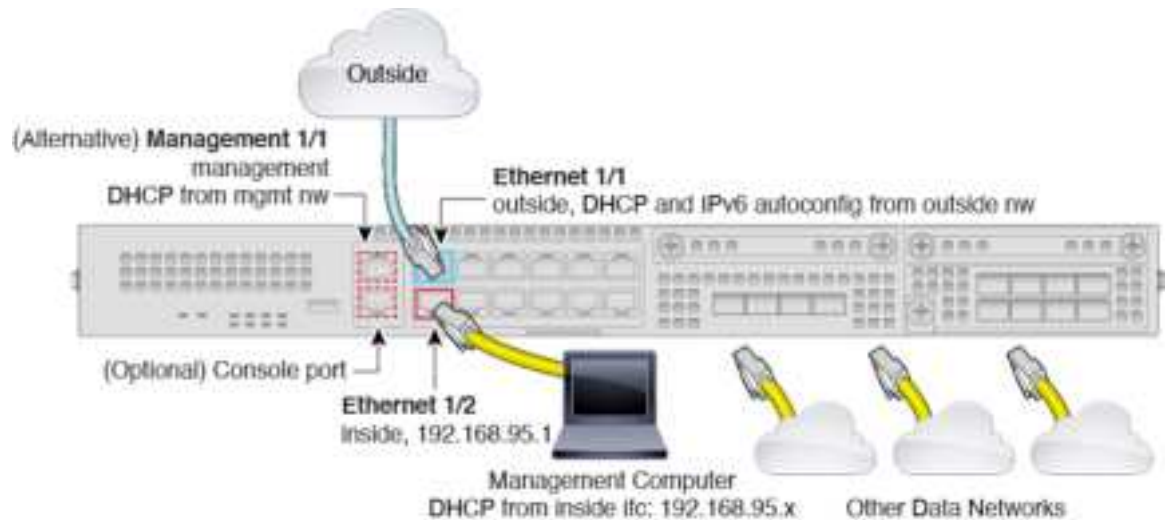 Outside
(Alternative) Management 1/1
management
DHCP from mgmt nw
Ethernet 1/1
outside, DHCP and IPv6 autoconfig from outside nw
(Optional) Console port
Ethernet 1/2
inside, 192.168.95.1
Management Computer
DHCP from inside ifc: 192.168.95.x
Other Data Networks